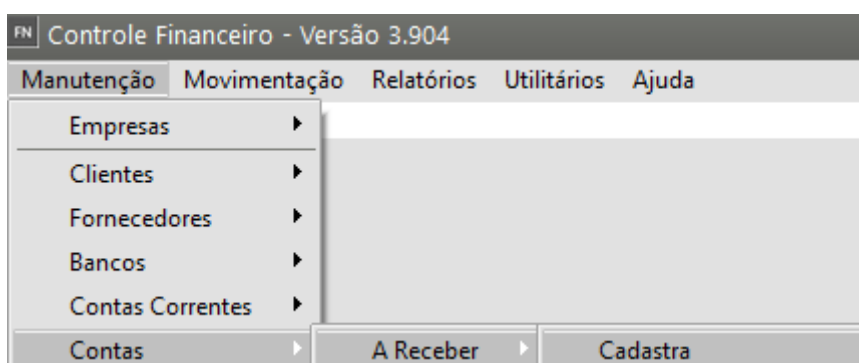 FN Controle Financeiro - Versão 3.904
Manutenção Movimentação Relatórios Utilitários Ajuda
Empresas
Clientes
Fornecedores
Bancos
Contas Correntes
Contas A Receber Cadastra